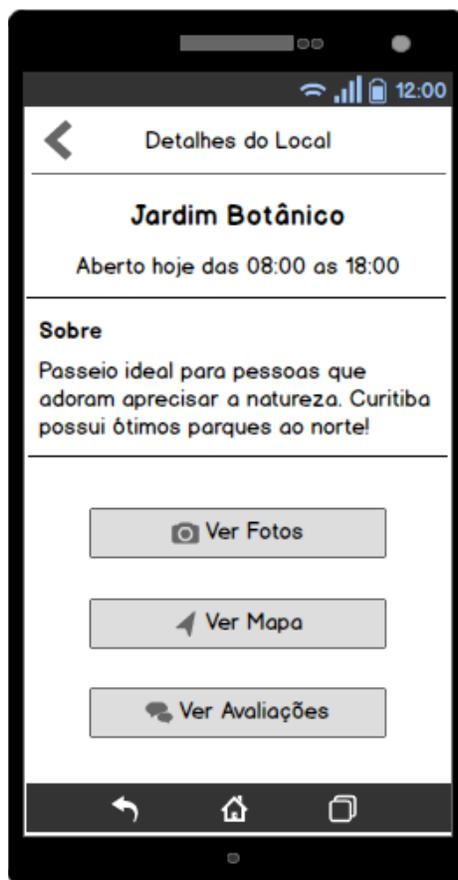 12:00
Detalhes do Local
Jardim Botânico
Aberto hoje das 08:00 as 18:00
Sobre
Passeio ideal para pessoas que
adoram aprecisar a natureza. Curitiba
possui ótimos parques ao norte!
Ver Fotos
Ver Mapa
Ver Avaliações